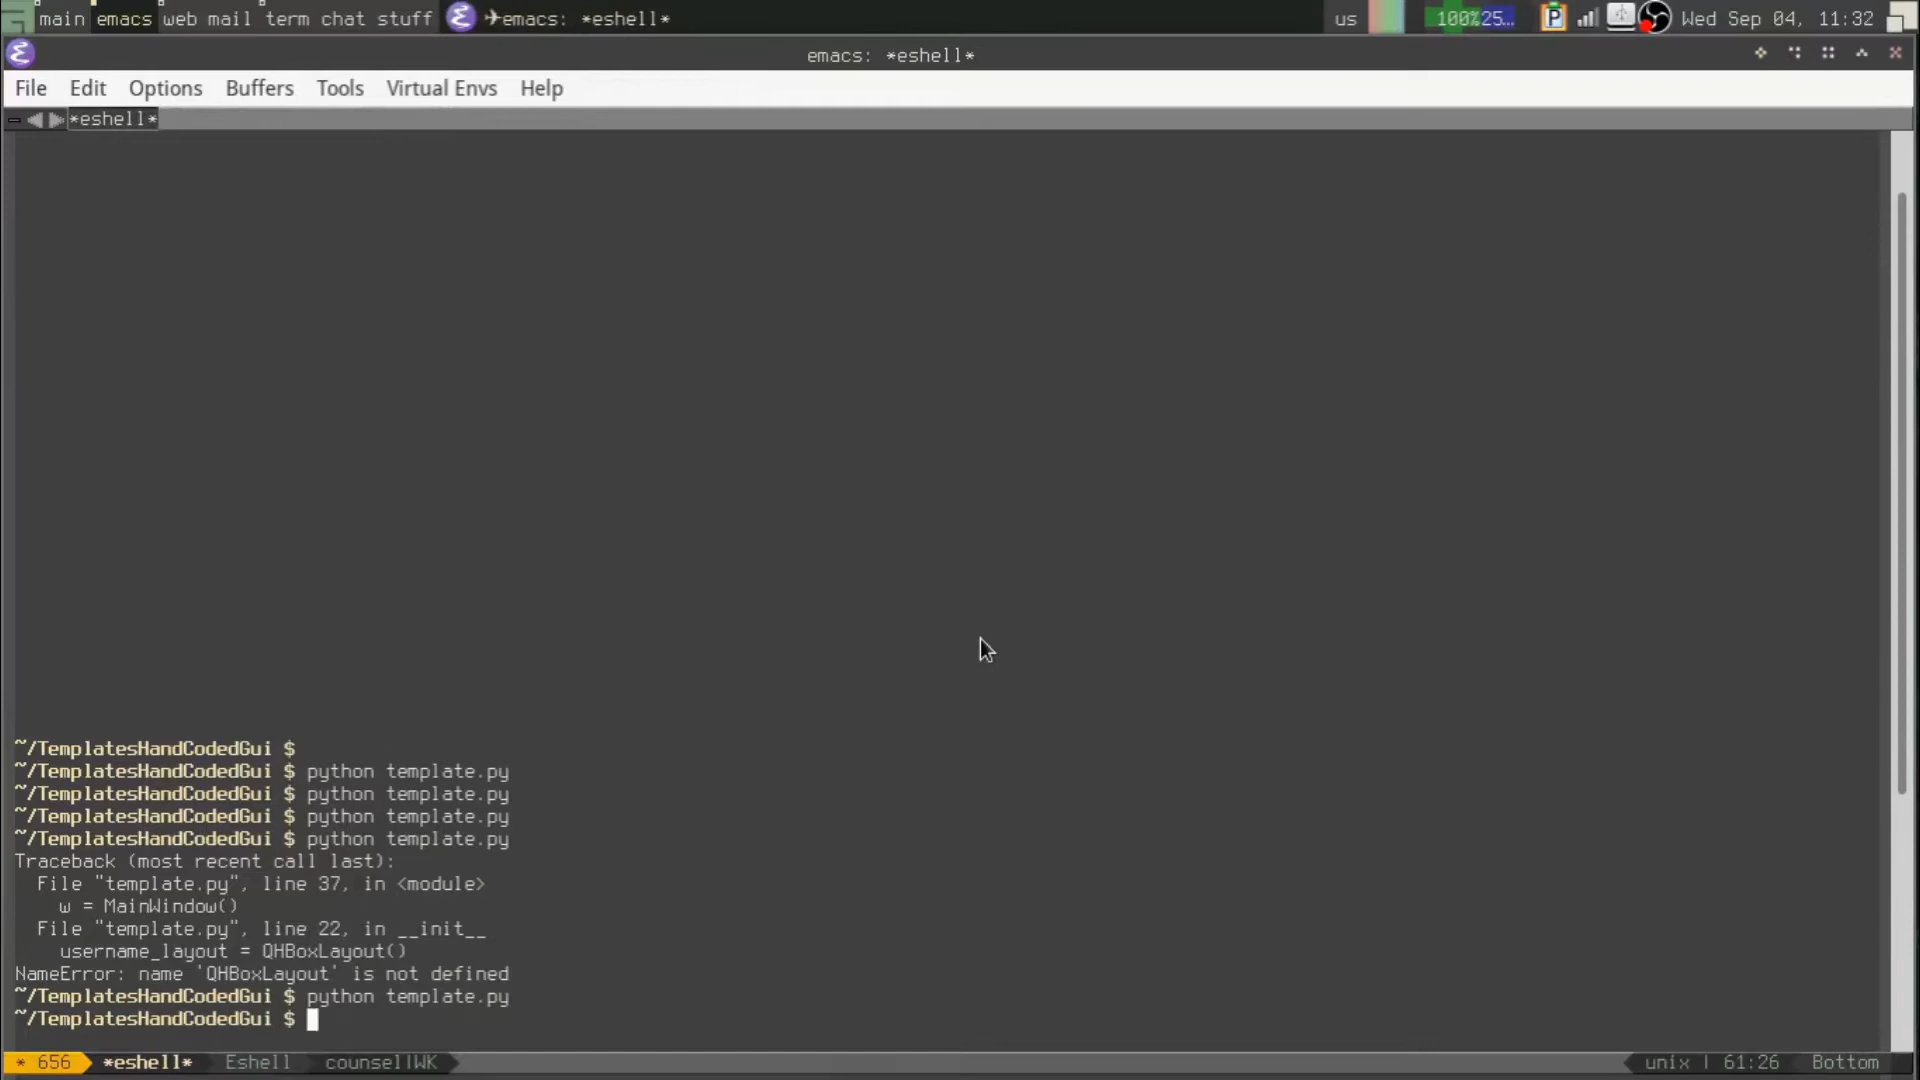 main emacs web mail term chat stuff ✈emacs: *eshell* us 100%25... P Wed Sep 04, 11:32
emacs: *eshell*
File Edit Options Buffers Tools Virtual Envs Help
*eshell*
~/TemplatesHandCodedGui $
~/TemplatesHandCodedGui $ python template.py
~/TemplatesHandCodedGui $ python template.py
~/TemplatesHandCodedGui $ python template.py
~/TemplatesHandCodedGui $ python template.py
Traceback (most recent call last):
File "template.py", line 37, in <module>
w = MainWindow()
File "template.py", line 22, in __init__
username_layout = QHBoxLayout()
NameError: name 'QHBoxLayout' is not defined
~/TemplatesHandCodedGui $ python template.py
~/TemplatesHandCodedGui $
* 656 *eshell* Eshell counsel|WK unix | 61:26 Bottom